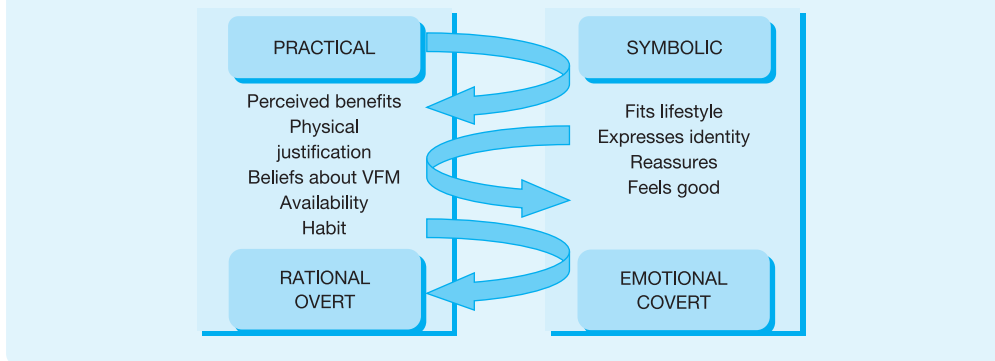 PRACTICAL
Perceived benefits
Physical
justification
Beliefs about VFM
Availability
Habit
RATIONAL
OVERT
SYMBOLIC
Fits lifestyle
Expresses identity
Reassures
Feels good
EMOTIONAL
COVERT